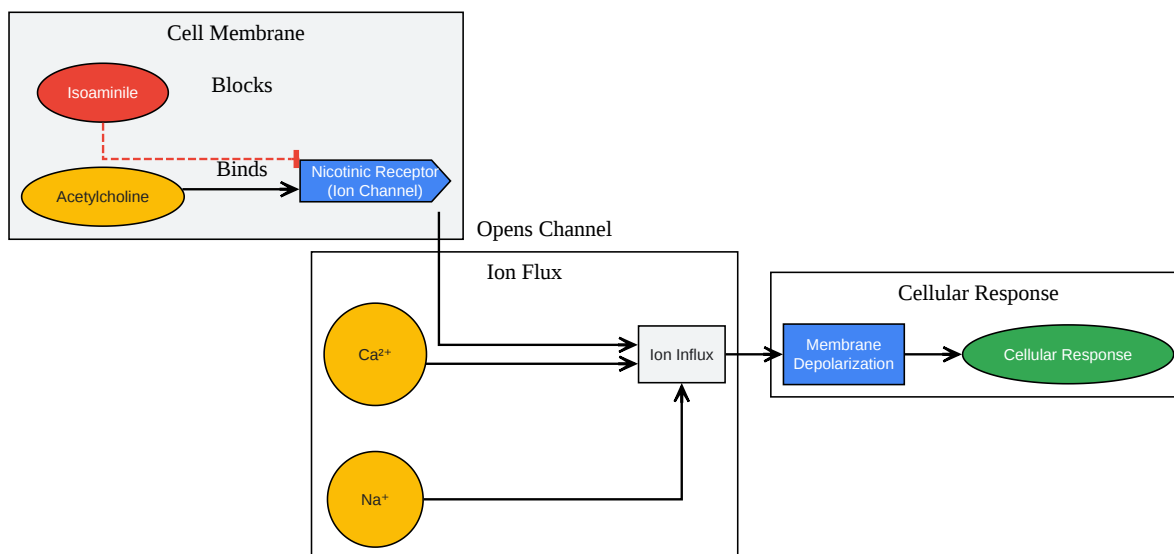 Cell Membrane
Isoaminile
Blocks
Binds
Acetylcholine
Nicotinic Receptor
(Ion Channel)
Opens Channel
Ion Flux
Ca²⁺
Ion Influx
Na⁺
Cellular Response
Membrane
Depolarization
Cellular Response